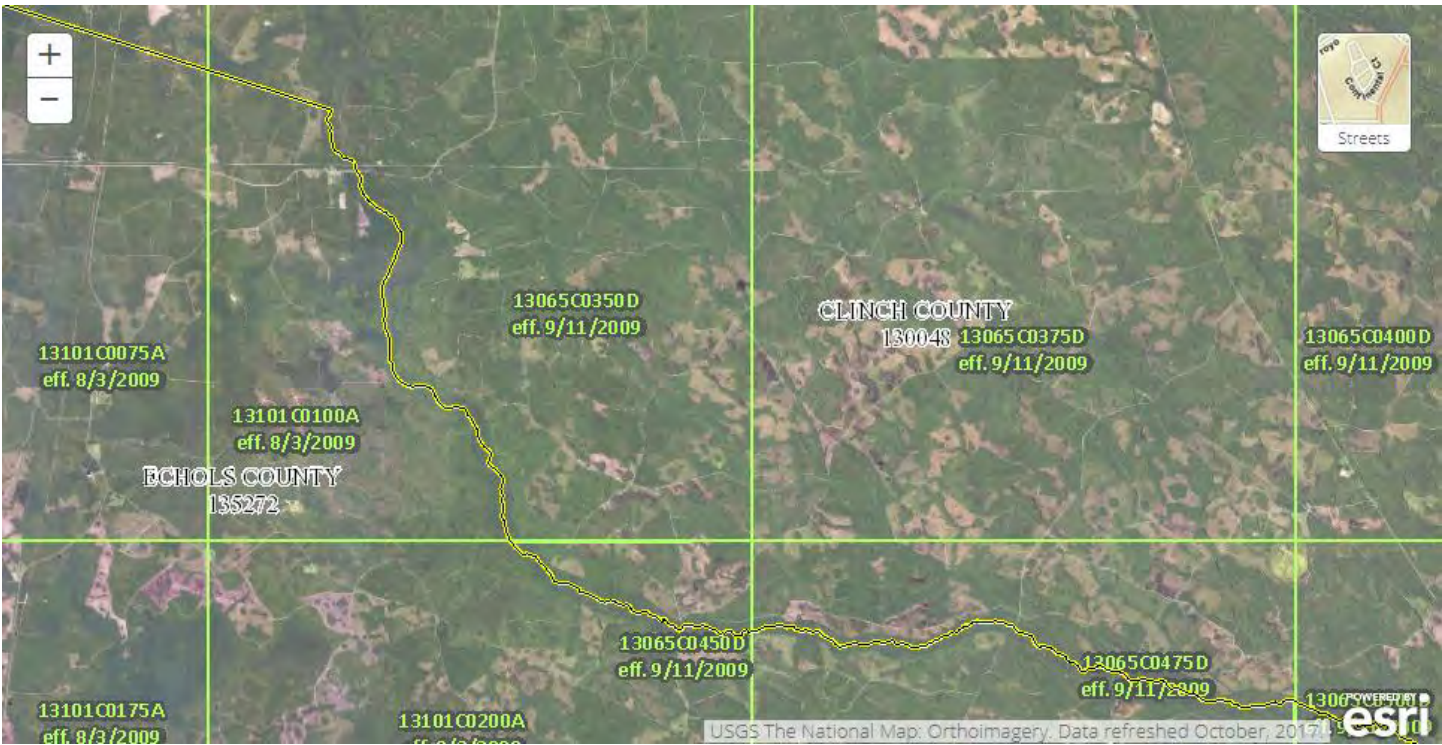 +
−
royo
Continental Ct
Streets
13065C0350D
eff. 9/11/2009
CLINCH COUNTY
130048
13065C0375D
eff. 9/11/2009
13065C0400D
eff. 9/11/2009
13101C0075A
eff. 8/3/2009
13101C0100A
eff. 8/3/2009
ECHOLS COUNTY
135272
13065C0450D
eff. 9/11/2009
13065C0475D
eff. 9/11/2009
13101C0175A
eff. 8/3/2009
13101C0200A
POWERED BY
esri
USGS The National Map: Orthoimagery. Data refreshed October,